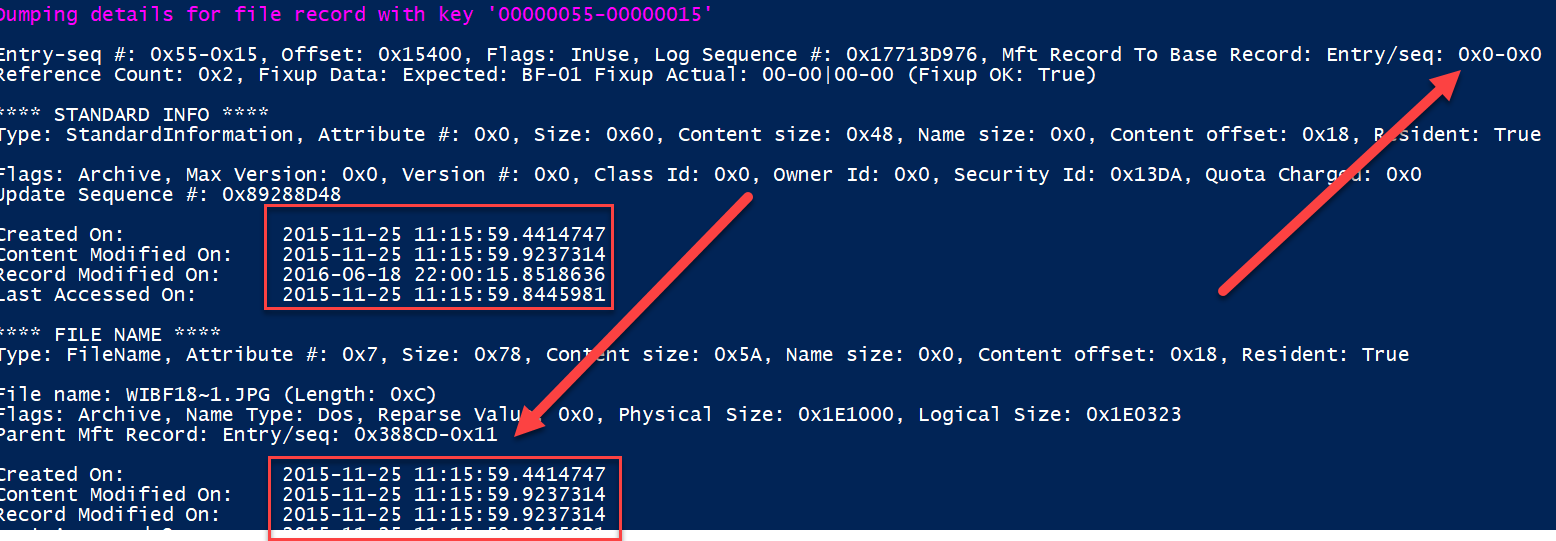 Dumping details for file record with key '00000055-00000015'
Entry-seq #: 0x55-0x15, Offset: 0x15400, Flags: InUse, Log Sequence #: 0x17713D976, Mft Record To Base Record: Entry/seq: 0x0-0x0
Reference Count: 0x2, Fixup Data: Expected: BF-01 Fixup Actual: 00-00|00-00 (Fixup OK: True)
**** STANDARD INFO ****
Type: StandardInformation, Attribute #: 0x0, Size: 0x60, Content size: 0x48, Name size: 0x0, Content offset: 0x18, Resident: True
Flags: Archive, Max Version: 0x0, Version #: 0x0, Class Id: 0x0, Owner Id: 0x0, Security Id: 0x13DA, Quota Charged: 0x0
Update Sequence #: 0x89288D48
Created On: 2015-11-25 11:15:59.4414747
Content Modified On: 2015-11-25 11:15:59.9237314
Record Modified On: 2016-06-18 22:00:15.8518636
Last Accessed On: 2015-11-25 11:15:59.8445981
**** FILE NAME ****
Type: FileName, Attribute #: 0x7, Size: 0x78, Content size: 0x5A, Name size: 0x0, Content offset: 0x18, Resident: True
File name: WIBF18~1.JPG (Length: 0xC)
Flags: Archive, Name Type: Dos, Reparse Value: 0x0, Physical Size: 0x1E1000, Logical Size: 0x1E0323
Parent Mft Record: Entry/seq: 0x388CD-0x11
Created On: 2015-11-25 11:15:59.4414747
Content Modified On: 2015-11-25 11:15:59.9237314
Record Modified On: 2015-11-25 11:15:59.9237314